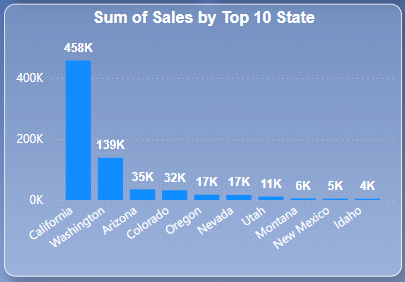 Sum of Sales by Top 10 State
458K
400K
200K
139K
35K
32K
17K
17K
11K
6K
5K
4K
0K
California
Washington
Arizona
Colorado
Oregon
Nevada
Utah
Montana
New Mexico
Idaho